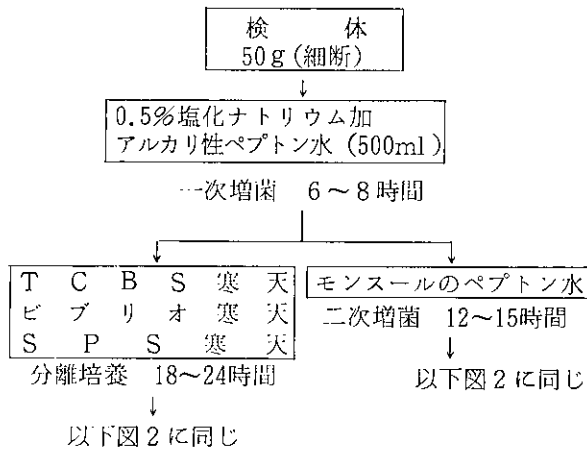 検体
50g(細断)
0.5%塩化ナトリウム加
アルカリ性ペプトン水(500ml)
一次増菌 6~8時間
TCBS寒天
ビブリオ寒天
SPS寒天
分離培養 18~24時間
以下図2に同じ
モンスールのペプトン水
二次増菌 12~15時間
以下図2に同じ